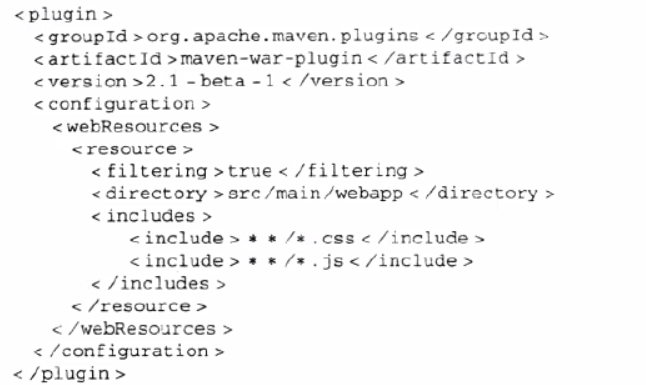 <plugin>
<groupId>org.apache.maven.plugins</groupId>
<artifactId>maven-war-plugin</artifactId>
<version>2.1-beta-1</version>
<configuration>
<webResources>
<resource>
<filtering>true</filtering>
<directory>src/main/webapp</directory>
<includes>
<include>**/*.css</include>
<include>**/*.js</include>
</includes>
</resource>
</webResources>
</configuration>
</plugin>